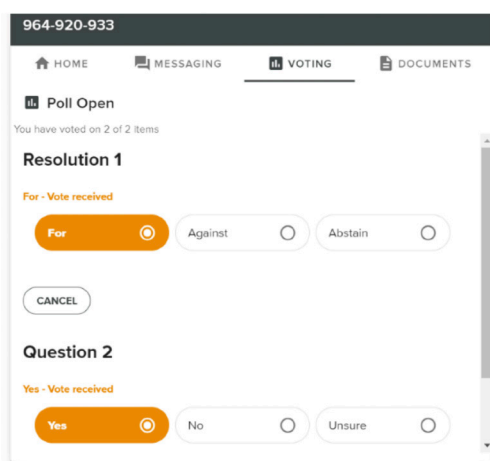 964-920-933
HOME MESSAGING VOTING DOCUMENTS
Poll Open
You have voted on 2 of 2 items
Resolution 1
For - Vote received
For Against Abstain
CANCEL
Question 2
Yes - Vote received
Yes No Unsure